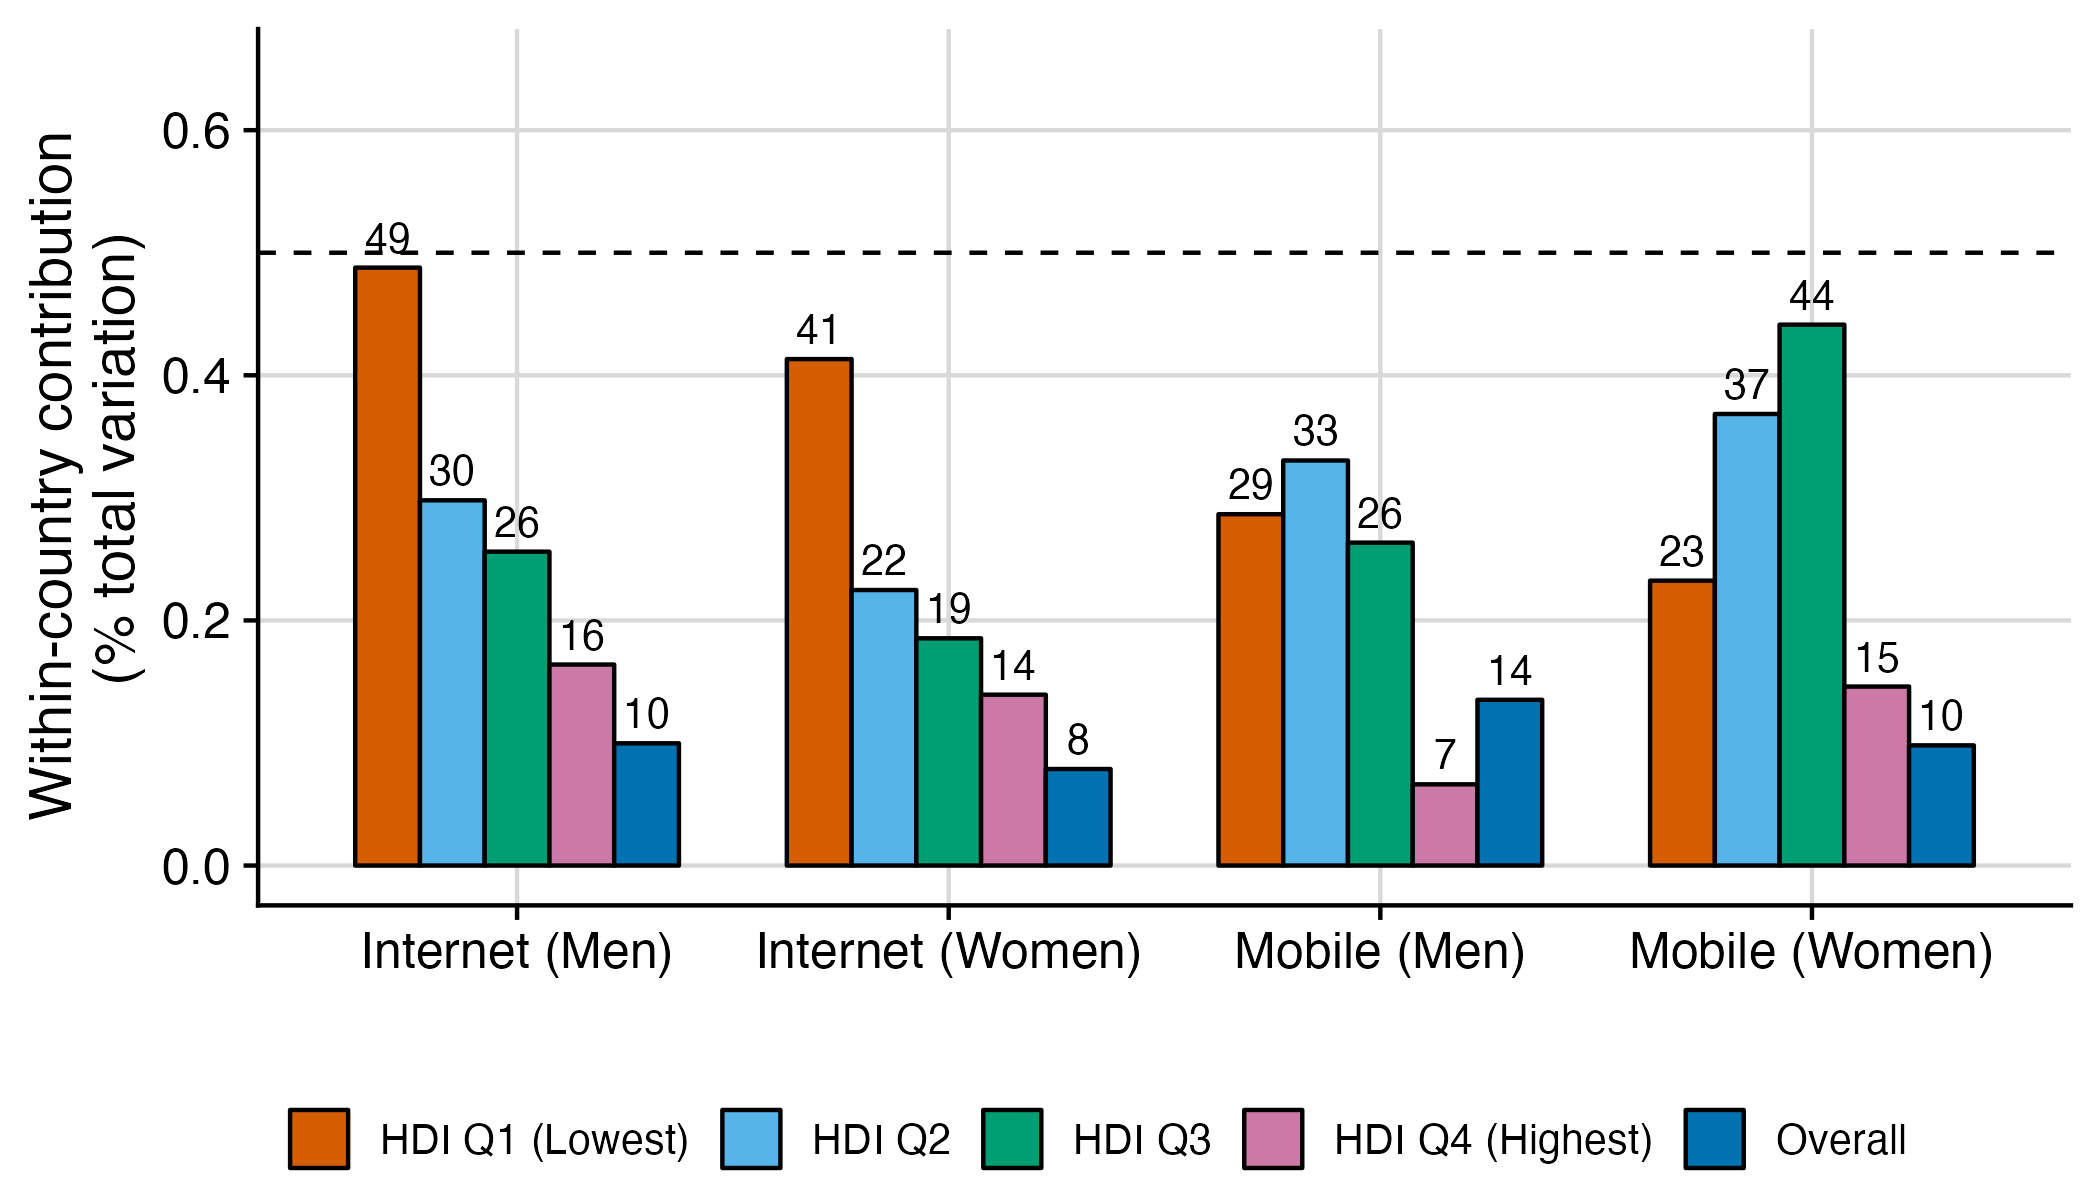 Within-country contribution
(% total variation)
0.6
0.4
0.2
0.0
49
30
26
16
10
41
22
19
14
8
29
33
26
7
14
23
37
44
15
10
Internet (Men)
Internet (Women)
Mobile (Men)
Mobile (Women)
HDI Q1 (Lowest)
HDI Q2
HDI Q3
HDI Q4 (Highest)
Overall